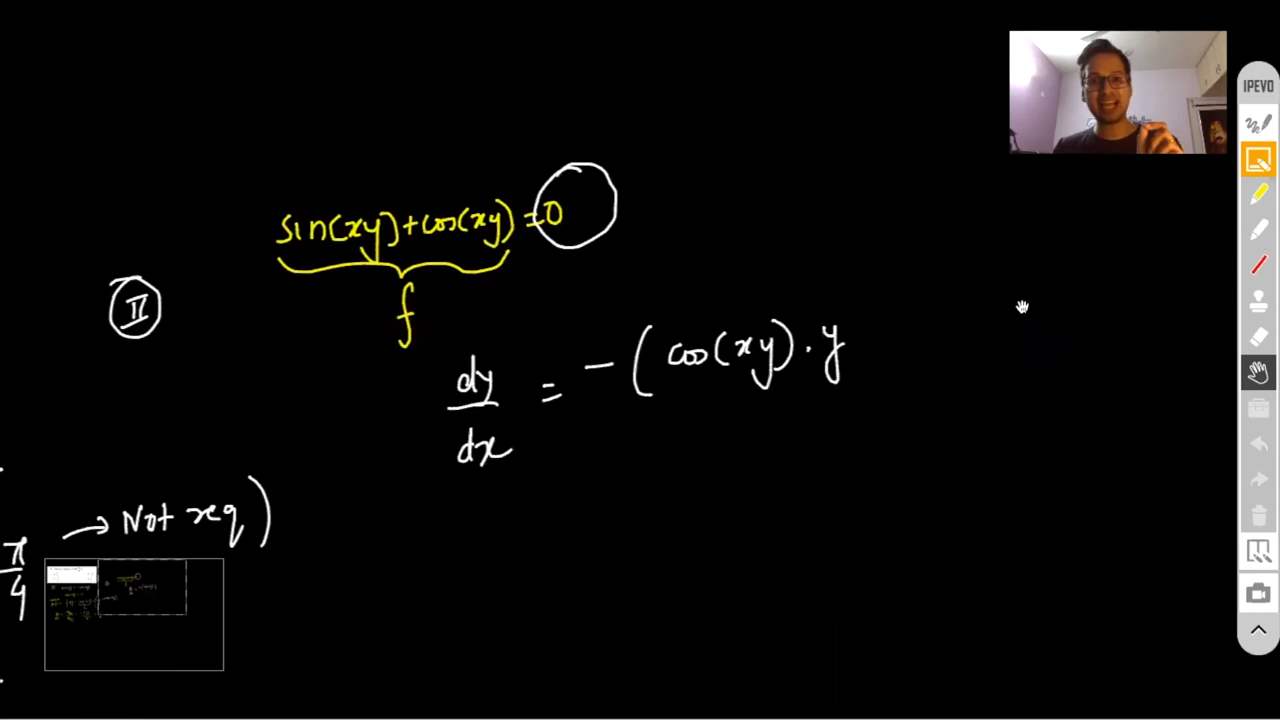 IPEVO
sin(xy)+cos(xy)=0
f
II
dy/dx = -( cos(xy) . y
π/4 → Not req)